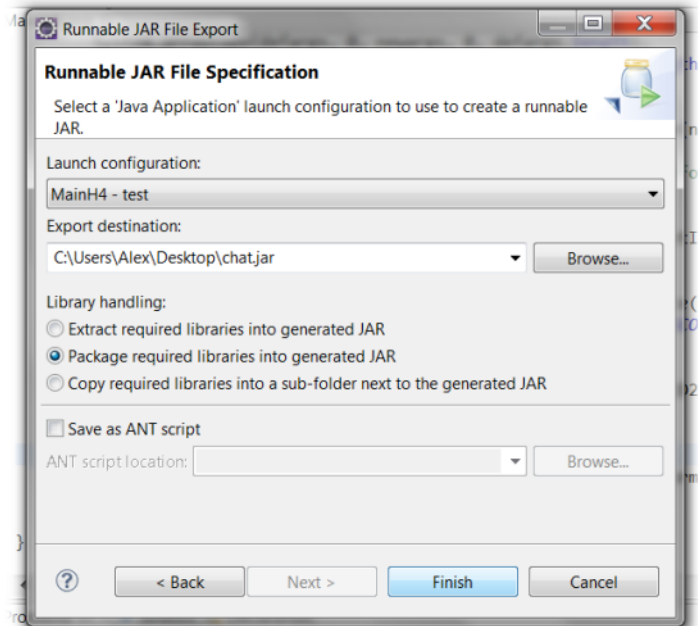 Ma
Runnable JAR File Export
Runnable JAR File Specification
Select a 'Java Application' launch configuration to use to create a runnable
JAR.
Launch configuration:
MainH4 - test
Export destination:
C:\Users\Alex\Desktop\chat.jar
Browse...
Library handling:
Extract required libraries into generated JAR
Package required libraries into generated JAR
Copy required libraries into a sub-folder next to the generated JAR
Save as ANT script
ANT script location:
Browse...
}
?
< Back
Next >
Finish
Cancel